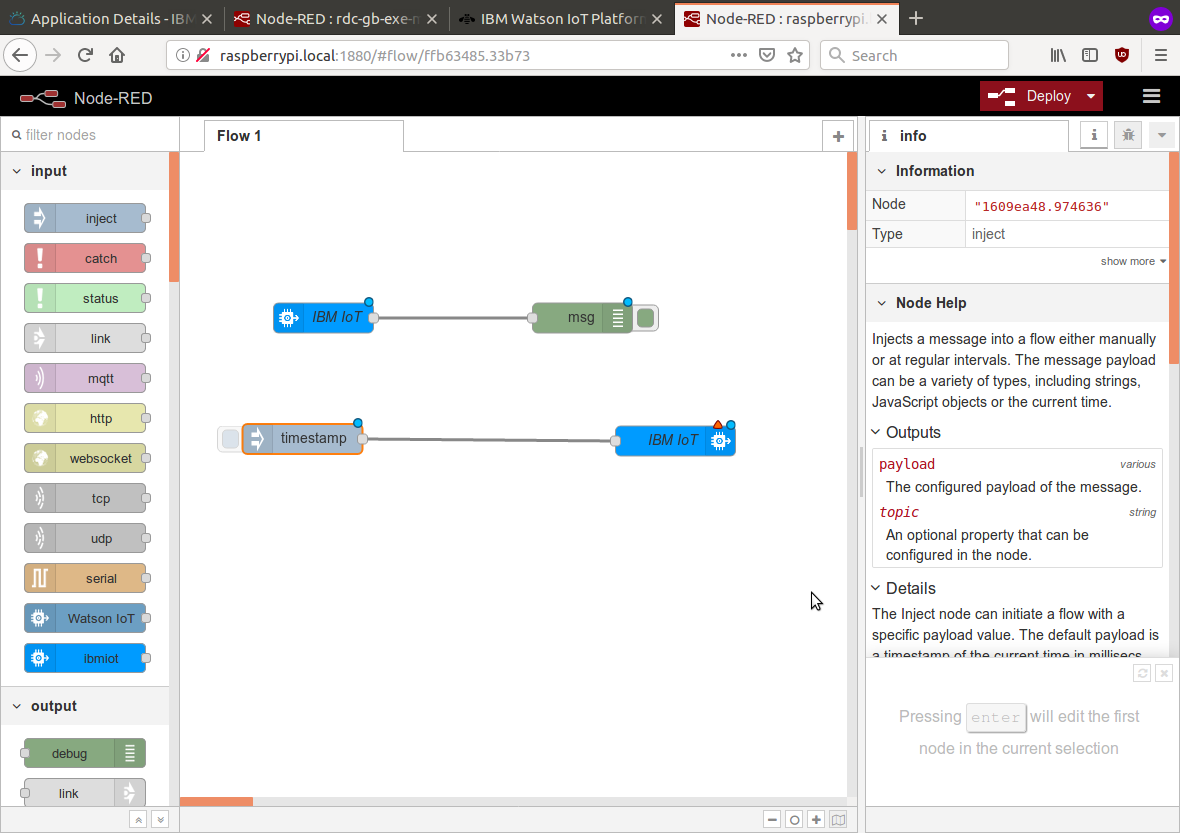 Application Details - IBM
Node-RED : rdc-gb-exe-n
IBM Watson IoT Platform
Node-RED : raspberrypi.
raspberrypi.local:1880/#flow/ffb63485.33b73
Search
Node-RED
Deploy
filter nodes
Flow 1
info
input
inject
catch
status
link
mqtt
http
websocket
tcp
udp
serial
Watson IoT
ibmiot
output
debug
link
IBM IoT
msg
timestamp
IBM IoT
Information
Node "1609ea48.974636"
Type inject
show more
Node Help
Injects a message into a flow either manually
or at regular intervals. The message payload
can be a variety of types, including strings,
JavaScript objects or the current time.
Outputs
payload various
The configured payload of the message.
topic string
An optional property that can be
configured in the node.
Details
The Inject node can initiate a flow with a
specific payload value. The default payload is
a timestamp of the current time in millisecs
Pressing enter will edit the first
node in the current selection